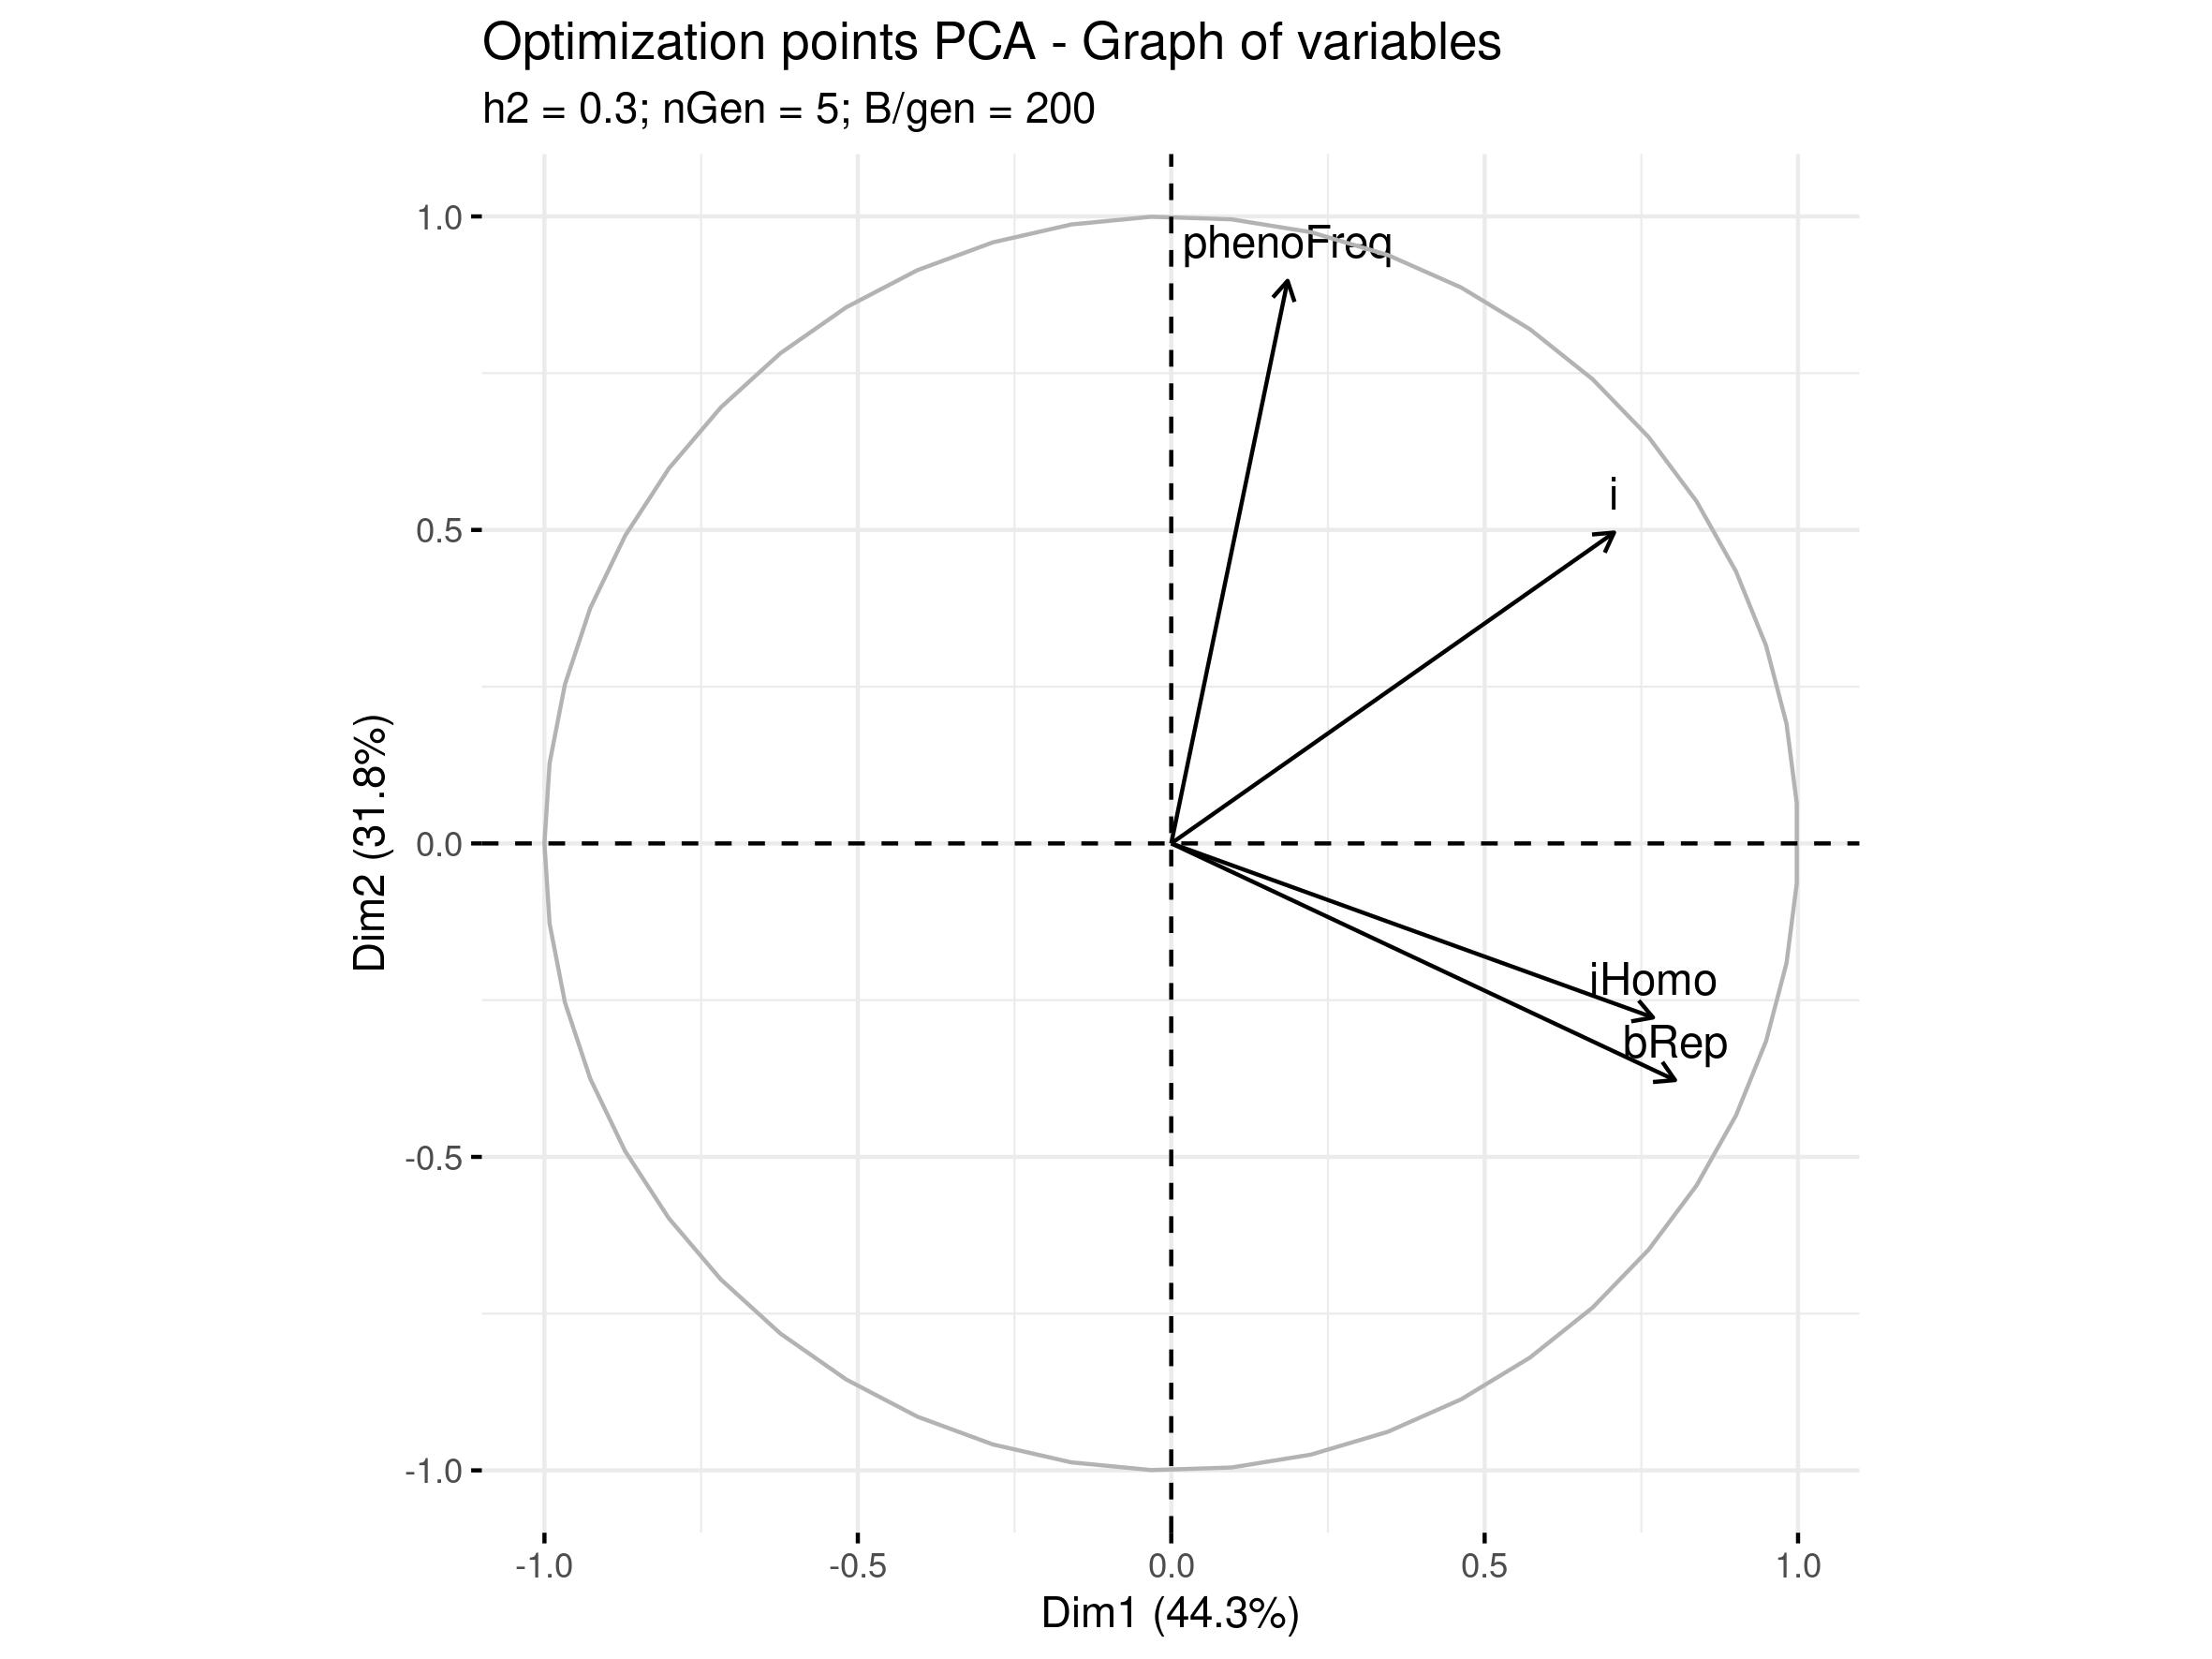 Optimization points PCA - Graph of variables
h2 = 0.3; nGen = 5; B/gen = 200
1.0
0.5
0.0
-0.5
-1.0
Dim2 (31.8%)
phenoFreq
i
iHomo
bRep
-1.0
-0.5
0.0
0.5
1.0
Dim1 (44.3%)